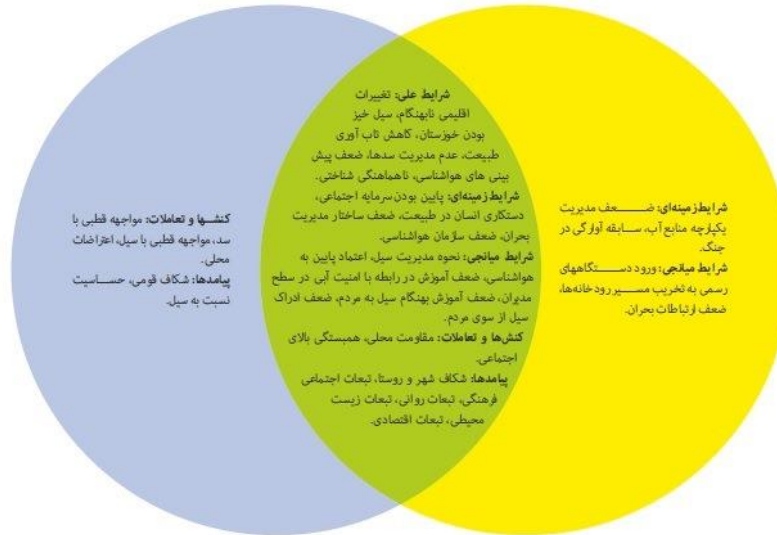 شرایط زمینه‌ای: ضعف مدیریت
یکپارچه منابع آب، سابقه آوارگی در
جنگ.
شرایط میانجی: ورود دستگاههای
رسمی به تخریب مسیر رودخانه‌ها،
ضعف ارتباطات بحران.
شرایط علی: تغییرات
اقلیمی نابهنگام، سیل خیز
بودن خوزستان، کاهش تاب آوری
طبیعت، عدم مدیریت سدها، ضعف پیش
بینی های هواشناسی، ناهماهنگی شناختی.
شرایط زمینه‌ای: پایین بودن سرمایه اجتماعی،
دستکاری انسان در طبیعت، ضعف ساختار مدیریت
بحران، ضعف سازمان هواشناسی.
شرایط میانجی: نحوه مدیریت سیل، اعتماد پایین به
هواشناسی، ضعف آموزش در رابطه با امنیت آبی در سطح
مدیران، ضعف آموزش بهنگام سیل به مردم، ضعف ادراک
سیل از سوی مردم.
کنش‌ها و تعاملات: مقاومت محلی، همبستگی بالای
اجتماعی.
پیامدها: شکاف شهر و روستا، تبعات اجتماعی
فرهنگی، تبعات روانی، تبعات زیست
محیطی، تبعات اقتصادی.
کنشها و تعاملات: مواجهه قطبی با
سد، مواجهه قطبی با سیل، اعتراضات
محلی.
پیامدها: شکاف قومی، حساسیت
نسبت به سیل.